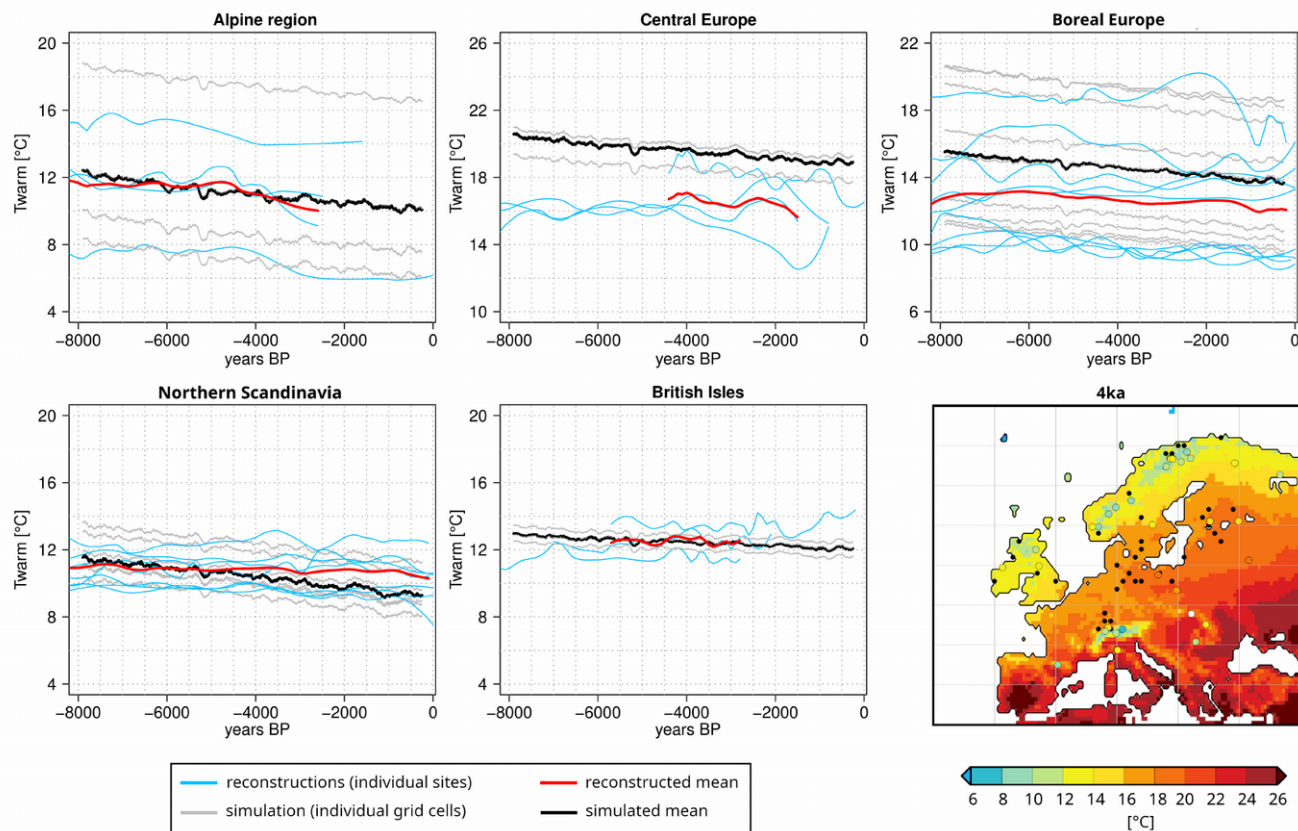 Alpine region
Central Europe
Boreal Europe
20
16
12
8
4
Twarm [°C]
−8000 −6000 −4000 −2000 0
years BP
26
22
18
14
10
Twarm [°C]
−8000 −6000 −4000 −2000 0
years BP
22
18
14
10
6
Twarm [°C]
−8000 −6000 −4000 −2000 0
years BP
Northern Scandinavia
British Isles
4ka
20
16
12
8
4
Twarm [°C]
−8000 −6000 −4000 −2000 0
years BP
20
16
12
8
4
Twarm [°C]
−8000 −6000 −4000 −2000 0
years BP
reconstructions (individual sites)
reconstructed mean
simulation (individual grid cells)
simulated mean
6 8 10 12 14 16 18 20 22 24 26
[°C]